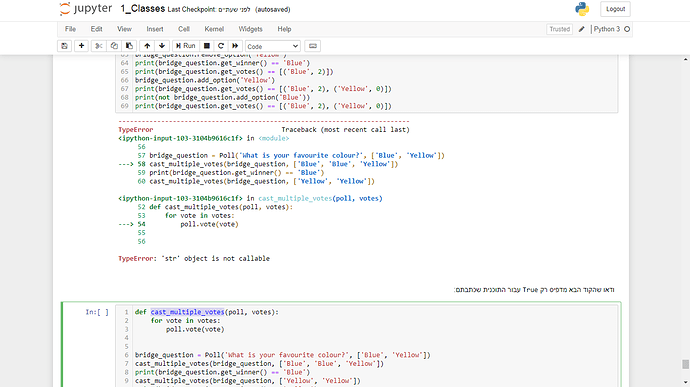 jupyter 1_Classes Last Checkpoint: לפני שעתיים (autosaved) Logout
File Edit View Insert Cell Kernel Widgets Help Trusted Python 3
Run Code
63 bridge_question.remove_option('Yellow')
64 print(bridge_question.get_winner() == 'Blue')
65 print(bridge_question.get_votes() == [('Blue', 2)])
66 bridge_question.add_option('Yellow')
67 print(bridge_question.get_votes() == [('Blue', 2), ('Yellow', 0)])
68 print(not bridge_question.add_option('Blue'))
69 print(bridge_question.get_votes() == [('Blue', 2), ('Yellow', 0)])
---------------------------------------------------------------------------
TypeError Traceback (most recent call last)
<ipython-input-103-3104b9616c1f> in <module>
56
57 bridge_question = Poll('What is your favourite colour?', ['Blue', 'Yellow'])
---> 58 cast_multiple_votes(bridge_question, ['Blue', 'Blue', 'Yellow'])
59 print(bridge_question.get_winner() == 'Blue')
60 cast_multiple_votes(bridge_question, ['Yellow', 'Yellow'])
<ipython-input-103-3104b9616c1f> in cast_multiple_votes(poll, votes)
52 def cast_multiple_votes(poll, votes):
53 for vote in votes:
---> 54 poll.vote(vote)
55
56
TypeError: 'str' object is not callable
ודאו שהקוד הבא מדפיס רק True עבור התוכנית שכתבתם:
In:[ ]
1 def cast_multiple_votes(poll, votes):
2 for vote in votes:
3 poll.vote(vote)
4
5
6 bridge_question = Poll('What is your favourite colour?', ['Blue', 'Yellow'])
7 cast_multiple_votes(bridge_question, ['Blue', 'Blue', 'Yellow'])
8 print(bridge_question.get_winner() == 'Blue')
9 cast_multiple_votes(bridge_question, ['Yellow', 'Yellow'])